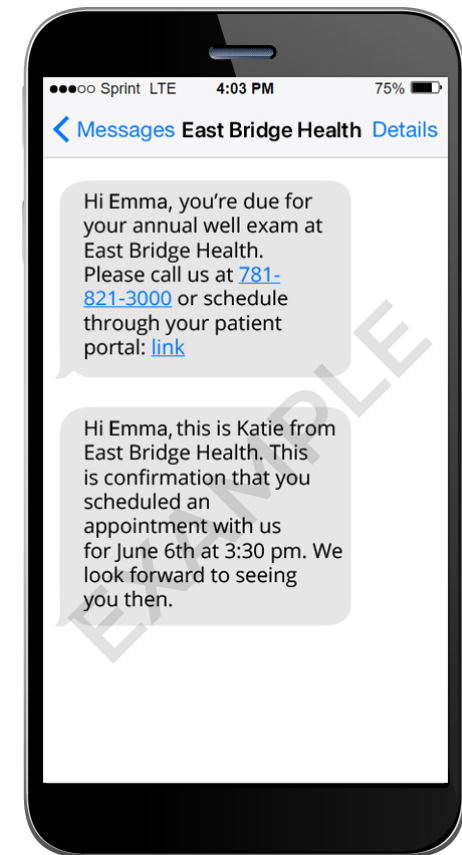 Sprint LTE 4:03 PM 75%
Messages East Bridge Health Details
Hi Emma, you’re due for
your annual well exam at
East Bridge Health.
Please call us at 781-
821-3000 or schedule
through your patient
portal: link
Hi Emma, this is Katie from
East Bridge Health. This
is confirmation that you
scheduled an
appointment with us
for June 6th at 3:30 pm. We
look forward to seeing
you then.
EXAMPLE